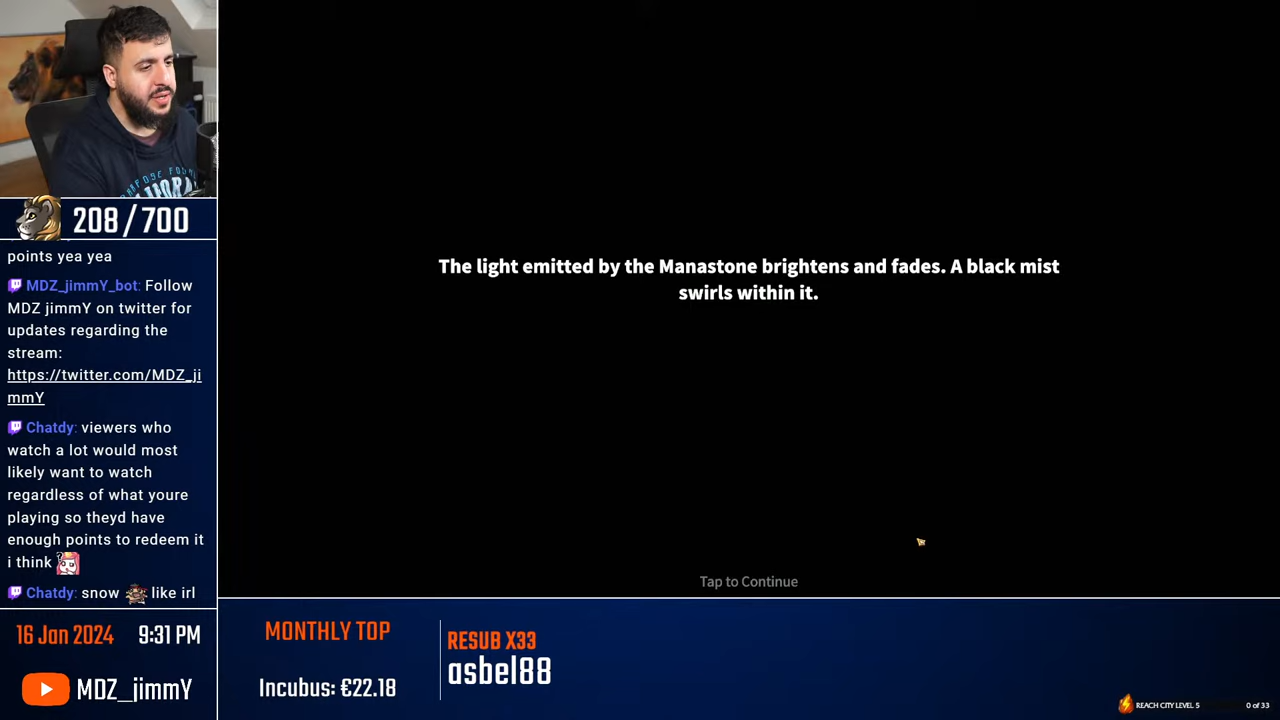 208/700
points yea yea
MDZ_jimmY_bot: Follow
MDZ jimmY on twitter for
updates regarding the
stream:
https://twitter.com/MDZ_ji
mmY
Chatdy: viewers who
watch a lot would most
likely want to watch
regardless of what youre
playing so theyd have
enough points to redeem it
i think
Chatdy: snow like irl
16 Jan 2024 9:31 PM
MDZ_jimmY
The light emitted by the Manastone brightens and fades. A black mist
swirls within it.
Tap to Continue
MONTHLY TOP
Incubus: €22.18
RESUB X33
asbel88
REACH CITY LEVEL 5 0 of 33